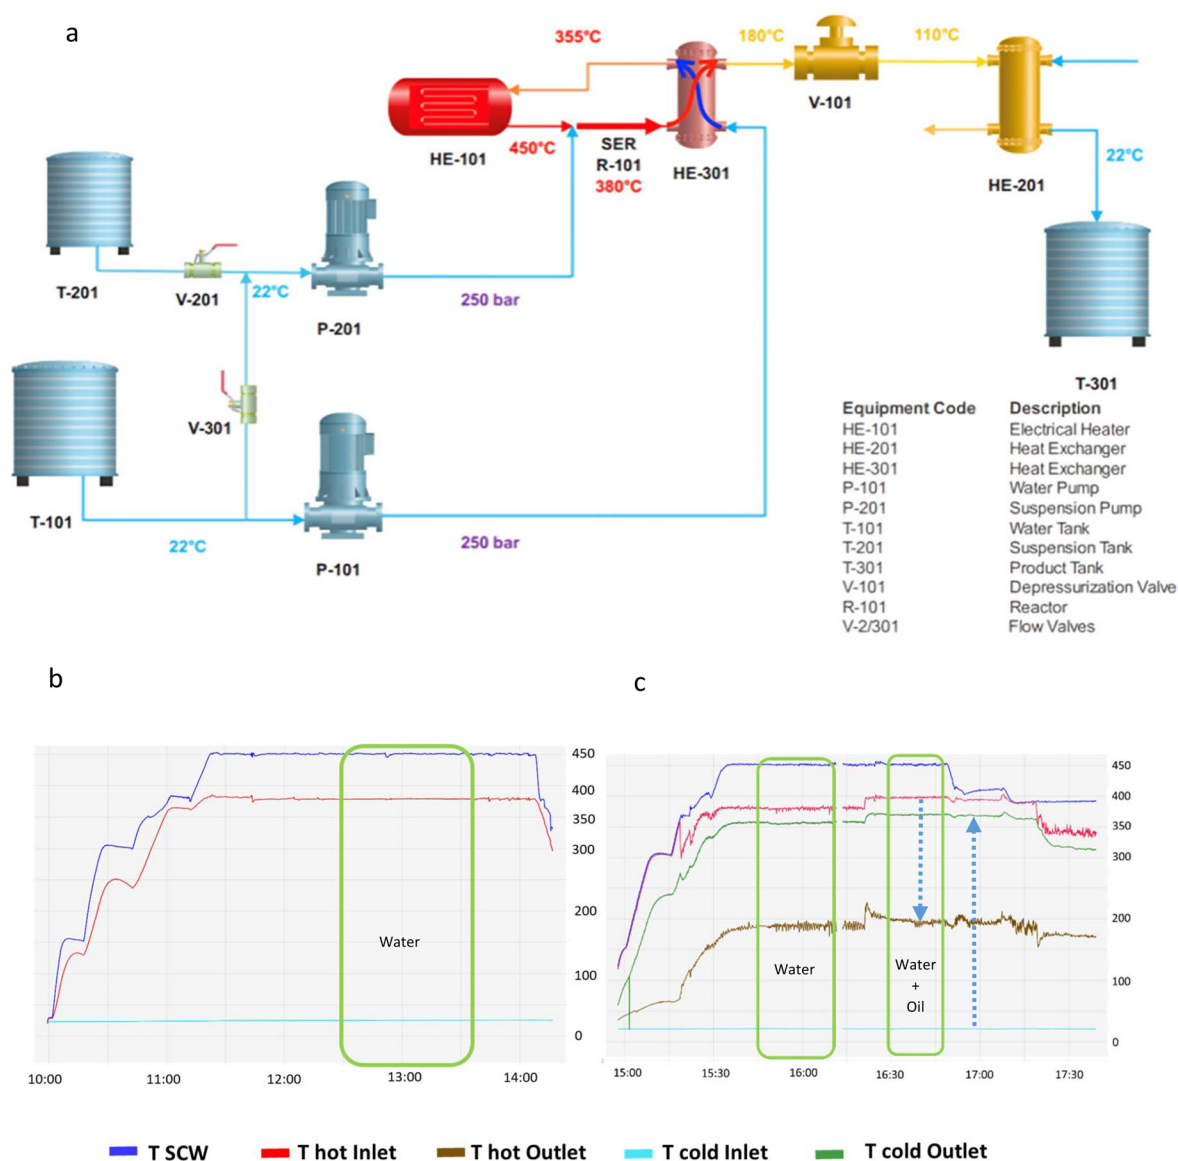 a
355°C
180°C
110°C
V-101
HE-101
450°C
SER
R-101
380°C
HE-301
HE-201
22°C
T-201
V-201
22°C
P-201
250 bar
T-301
V-301
T-101
22°C
P-101
250 bar
Equipment Code Description
HE-101 Electrical Heater
HE-201 Heat Exchanger
HE-301 Heat Exchanger
P-101 Water Pump
P-201 Suspension Pump
T-101 Water Tank
T-201 Suspension Tank
T-301 Product Tank
V-101 Depressurization Valve
R-101 Reactor
V-2/301 Flow Valves
b
450
400
350
300
200
100
0
Water
10:00 11:00 12:00 13:00 14:00
c
450
400
350
300
200
100
0
Water
Water
+
Oil
15:00 15:30 16:00 16:30 17:00 17:30
T SCW T hot Inlet T hot Outlet T cold Inlet T cold Outlet